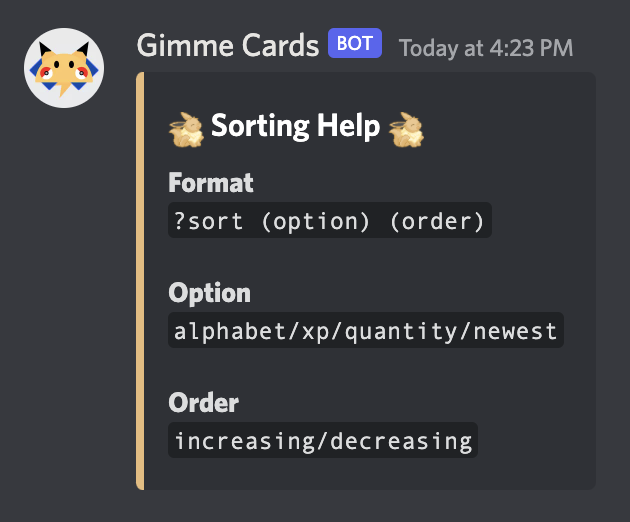 Gimme Cards BOT Today at 4:23 PM
Sorting Help
Format
?sort (option) (order)
Option
alphabet/xp/quantity/newest
Order
increasing/decreasing